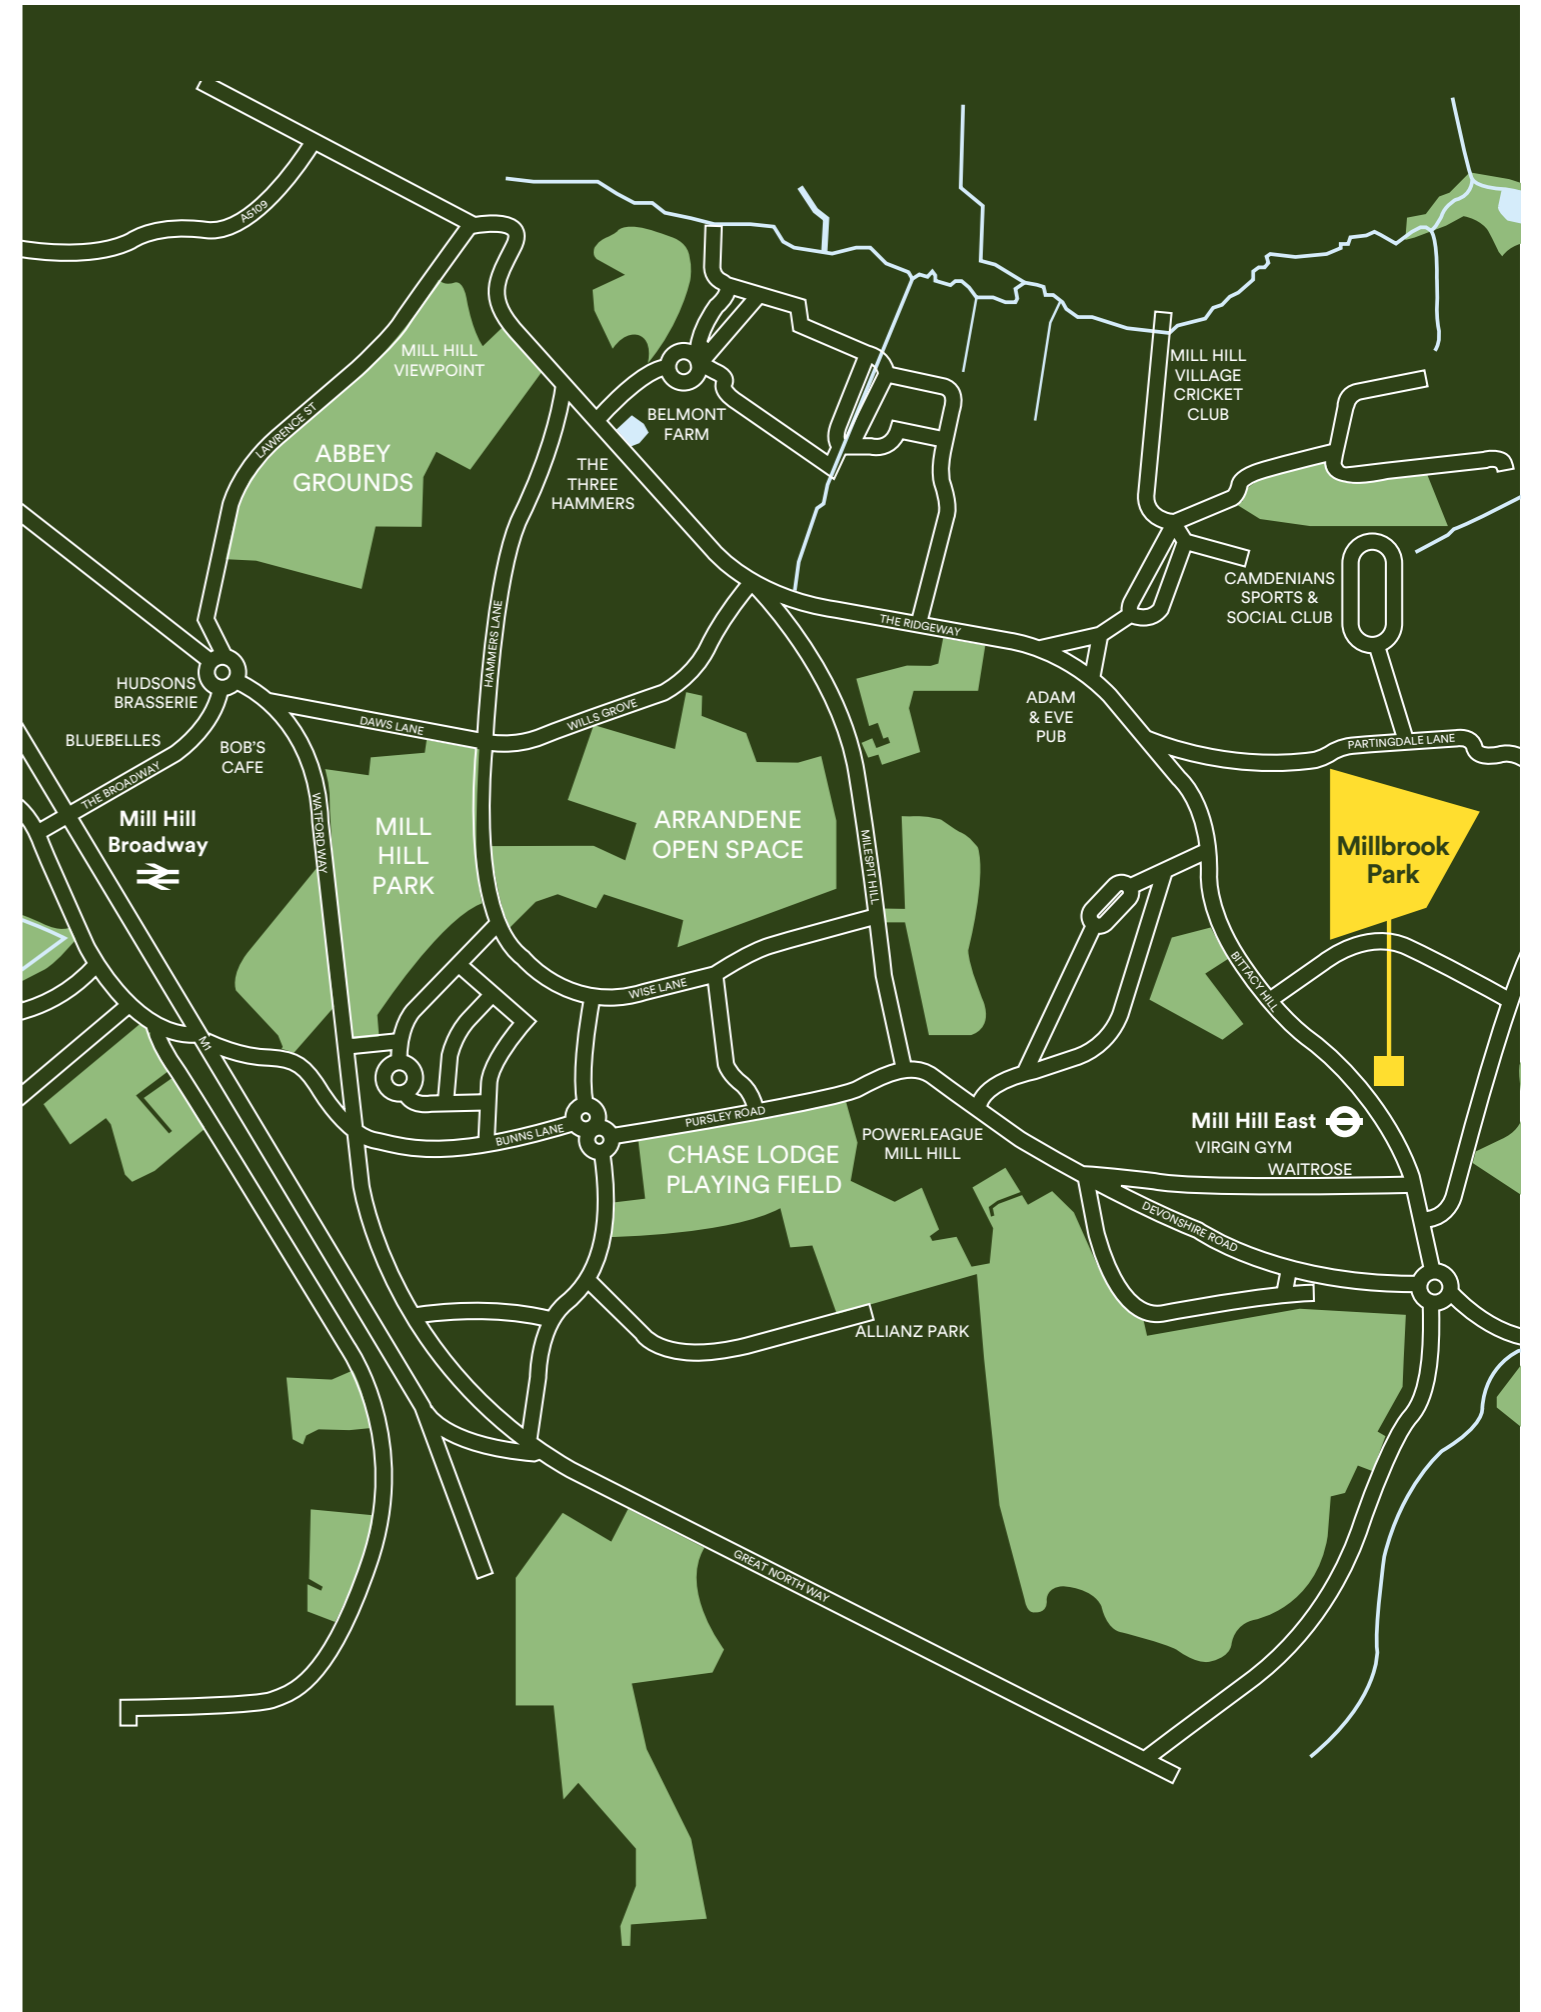 A5109
MILL HILL
VIEWPOINT
LAWRENCE ST
ABBEY
GROUNDS
BELMONT
FARM
THE
THREE
HAMMERS
MILL HILL
VILLAGE
CRICKET
CLUB
CAMDENIANS
SPORTS &
SOCIAL CLUB
HAMMERS LANE
THE RIDGEWAY
HUDSONS
BRASSERIE
BLUEBELLES
BOB'S
CAFE
DAWS LANE
WILLS GROVE
ADAM
& EVE
PUB
PARTINGDALE LANE
THE BROADWAY
Mill Hill
Broadway
WATFORD WAY
MILL
HILL
PARK
ARRANDENE
OPEN SPACE
MILESPIT HILL
Millbrook
Park
WISE LANE
BITTACY HILL
M1
BUNNS LANE
PURSLEY ROAD
CHASE LODGE
PLAYING FIELD
POWERLEAGUE
MILL HILL
Mill Hill East
VIRGIN GYM
WAITROSE
DEVONSHIRE ROAD
ALLIANZ PARK
GREAT NORTH WAY